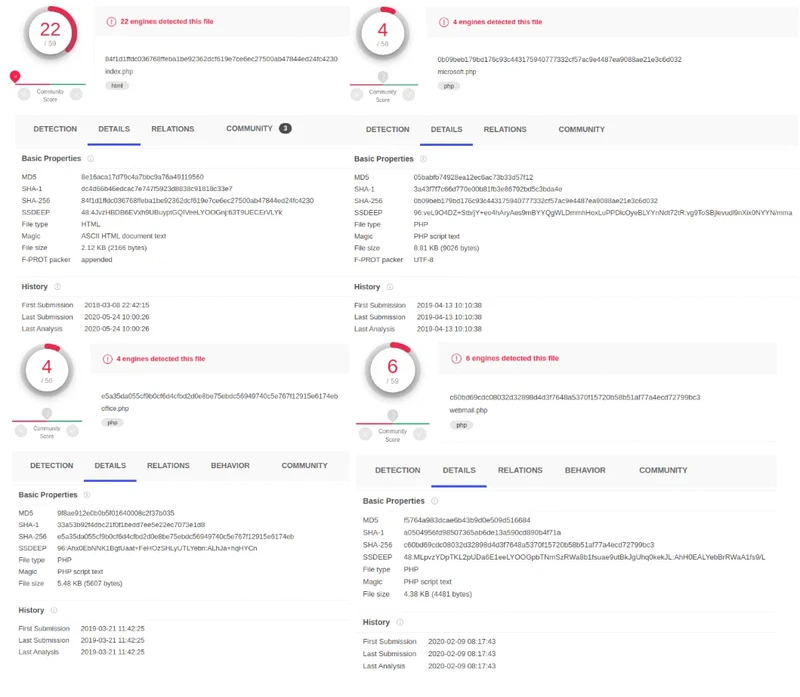 22
/ 59
22 engines detected this file
84f1d1ffdc036768ffeba1be92362dcf619e7ce6ec27500ab47844ed24fc4230
index.php
html
Community
Score
DETECTION DETAILS RELATIONS COMMUNITY 3
Basic Properties
MD5 8e16aca17d79c4a7bbc9a76a49119560
SHA-1 dc4d66b46edcac7e747f5923d8838c91818c33e7
SHA-256 84f1d1ffdc036768ffeba1be92362dcf619e7ce6ec27500ab47844ed24fc4230
SSDEEP 48:4JvzHBDB6EVxh9UBuyptGQIVeeLYOOGnj:63T9UECErVLYk
File type HTML
Magic ASCII HTML document text
File size 2.12 KB (2166 bytes)
F-PROT packer appended
History
First Submission 2018-03-08 22:42:15
Last Submission 2020-05-24 10:00:26
Last Analysis 2020-05-24 10:00:26
4
/ 58
4 engines detected this file
0b09beb179bd176c93c443175940777332cf57ac9e4487ea9088ae21e3c6d032
microsoft.php
php
Community
Score
DETECTION DETAILS RELATIONS COMMUNITY
Basic Properties
MD5 05babfb74928ea12ec6ac73b33d57f12
SHA-1 3a43f7f7c66d770e00b81fb3e86792bd5c3bda4e
SHA-256 0b09beb179bd176c93c443175940777332cf57ac9e4487ea9088ae21e3c6d032
SSDEEP
File type PHP
Magic PHP script text
File size 8.81 KB (9026 bytes)
F-PROT packer UTF-8
History
First Submission 2019-04-13 10:10:38
Last Submission 2019-04-13 10:10:38
Last Analysis 2019-04-13 10:10:38
4
/ 56
4 engines detected this file
e5a35da055cf9b0cf6d4cfbd2d0e8be75ebdc56949740c5e767f12915e6174eb
office.php
php
Community
Score
DETECTION DETAILS RELATIONS BEHAVIOR COMMUNITY
Basic Properties
MD5 9f8ae912e0b0b5f01640008c2f37b035
SHA-1 33a53b92f4dbc21f0f1bedd7ee5e22ec7073e1d8
SHA-256 e5a35da055cf9b0cf6d4cfbd2d0e8be75ebdc56949740c5e767f12915e6174eb
SSDEEP
File type PHP
Magic PHP script text
File size 5.48 KB (5607 bytes)
History
First Submission 2019-03-21 11:42:25
Last Submission 2019-03-21 11:42:25
Last Analysis 2019-03-21 11:42:25
6
/ 59
6 engines detected this file
c60bd69cdc08032d32898d4d3f7648a5370f15720b58b51af77a4ecd72799bc3
webmail.php
php
Community
Score
DETECTION DETAILS RELATIONS BEHAVIOR COMMUNITY
Basic Properties
MD5 f5764a983dcae6b43b9d0e509d516684
SHA-1 a0504956fd98507365ab6de13a590cd890b4f71a
SHA-256 c60bd69cdc08032d32898d4d3f7648a5370f15720b58b51af77a4ecd72799bc3
SSDEEP
File type PHP
Magic PHP script text
File size 4.38 KB (4481 bytes)
History
First Submission 2020-02-09 08:17:43
Last Submission 2020-02-09 08:17:43
Last Analysis 2020-02-09 08:17:43